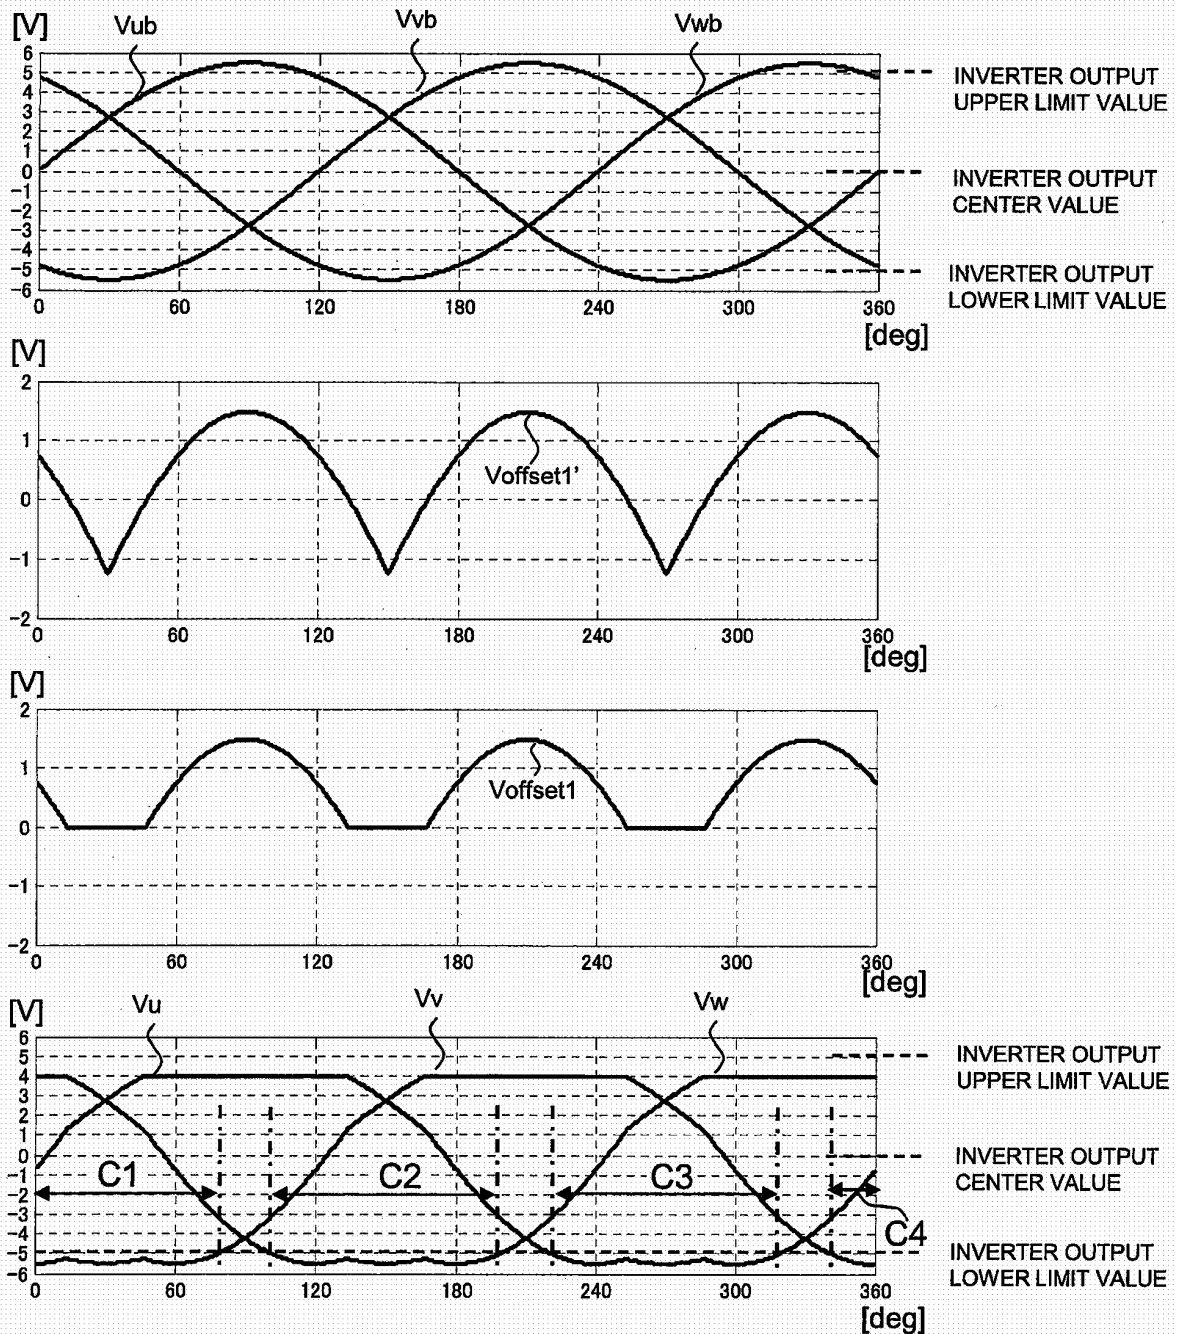 [V]
Vub
Vvb
Vwb
6
5
4
3
2
1
0
-1
-2
-3
-4
-5
-6
0
60
120
180
240
300
360
[deg]
INVERTER OUTPUT
UPPER LIMIT VALUE
INVERTER OUTPUT
CENTER VALUE
INVERTER OUTPUT
LOWER LIMIT VALUE
[V]
2
1
0
-1
-2
Voffset1'
0
60
120
180
240
300
360
[deg]
[V]
2
1
0
-1
-2
Voffset1
0
60
120
180
240
300
360
[deg]
[V]
Vu
Vv
Vw
6
5
4
3
2
1
0
-1
-2
-3
-4
-5
-6
C1
C2
C3
C4
0
60
120
180
240
300
360
[deg]
INVERTER OUTPUT
UPPER LIMIT VALUE
INVERTER OUTPUT
CENTER VALUE
INVERTER OUTPUT
LOWER LIMIT VALUE